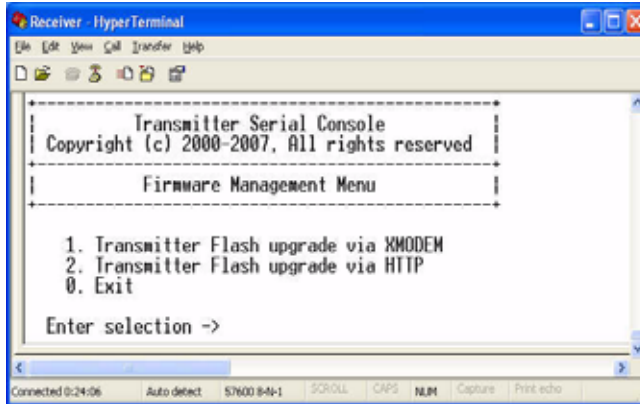 Receiver - HyperTerminal
File Edit View Call Transfer Help
Transmitter Serial Console
Copyright (c) 2000-2007, All rights reserved
Firmware Management Menu
1. Transmitter Flash upgrade via XMODEM
2. Transmitter Flash upgrade via HTTP
0. Exit
Enter selection ->
Connected 0:24:06 Auto detect 57600 8-N-1 SCROLL CAPS NUM Capture Print echo